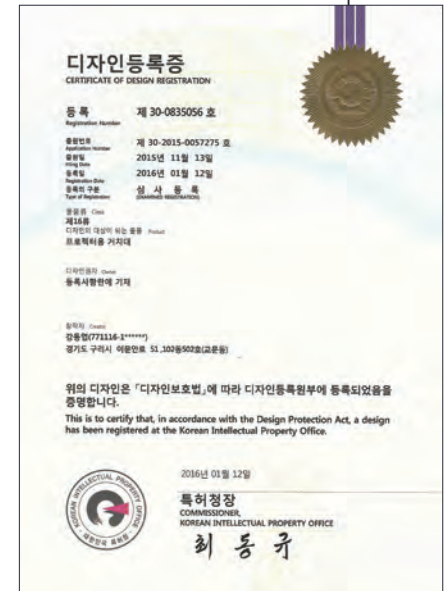 디자인등록증
CERTIFICATE OF DESIGN REGISTRATION
등 록 제 30-0835056 호
Registration Number
출원번호 제 30-2015-0057275 호
Application Number
출원일 2015년 11월 13일
Filing Date
등록일 2016년 01월 12일
Registration Date
등록의 구분 심 사 등 록
Type of Registration (EXAMINED REGISTRATION)
물품류 Class
제16류
디자인의 대상이 되는 물품 Product
프로젝터용 거치대
디자인권자 Owner
등록사항란에 기재
창작자 Creator
(771116-1******)
경기도 구리시 51 ,102동502호(교문동)
위의 디자인은 「디자인보호법」에 따라 디자인등록원부에 등록되었음을
증명합니다.
This is to certify that, in accordance with the Design Protection Act, a design
has been registered at the Korean Intellectual Property Office.
2016년 01월 12일
특허청장
COMMISSIONER,
KOREAN INTELLECTUAL PROPERTY OFFICE
최동규
KOREAN INTELLECTUAL PROPERTY OFFICE
대한민국 특허청